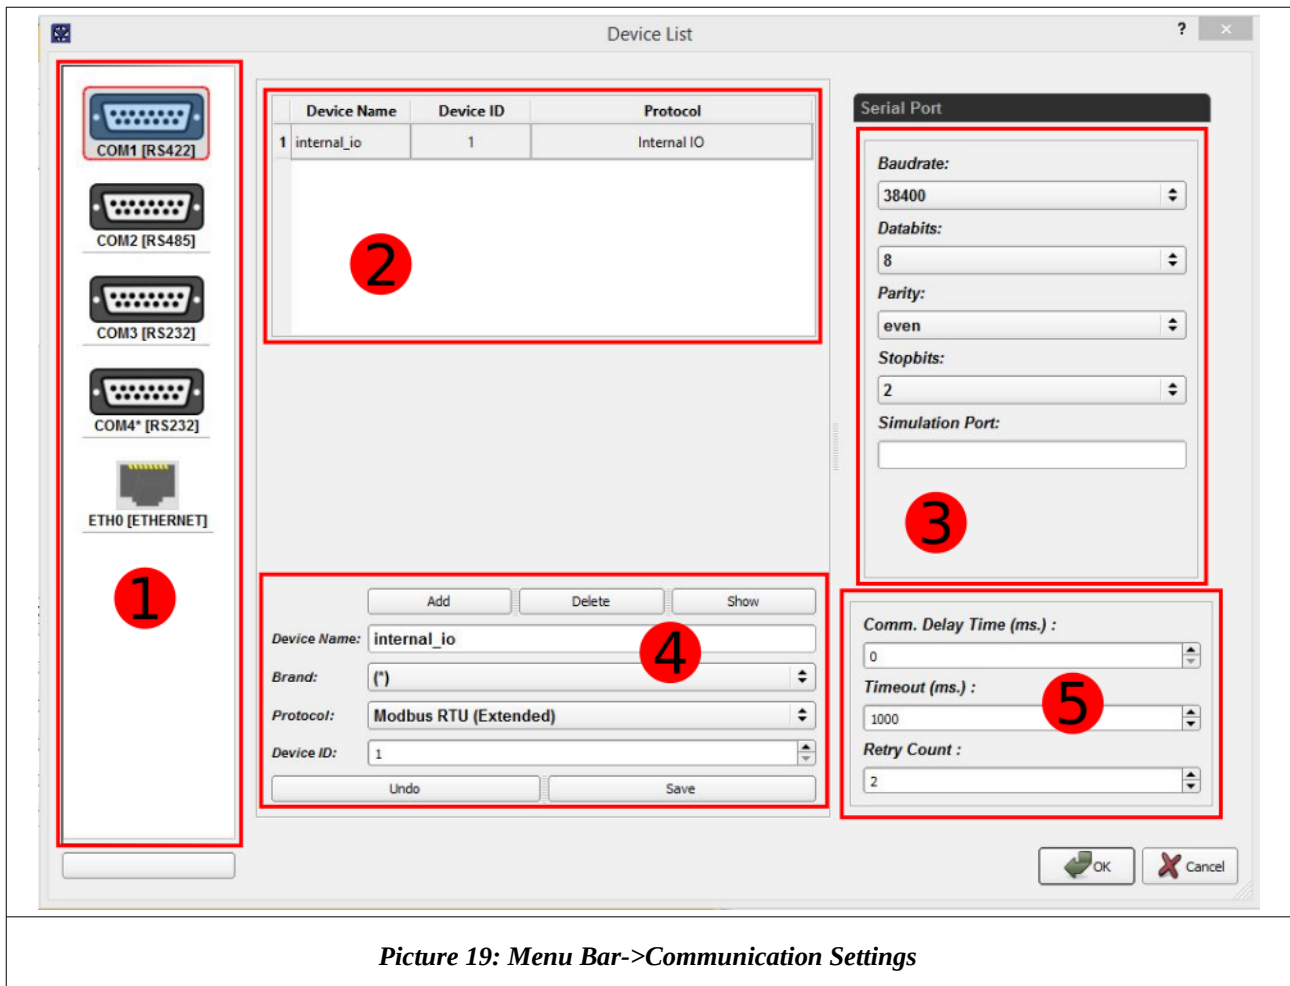 Device List
?
COM1 [RS422]
COM2 [RS485]
COM3 [RS232]
COM4* [RS232]
ETH0 [ETHERNET]
1
Device Name Device ID Protocol
1 internal_io 1 Internal IO
2
Serial Port
Baudrate:
38400
Databits:
8
Parity:
even
Stopbits:
2
Simulation Port:
3
Add Delete Show
Device Name: internal_io
4
Brand: (*)
Protocol: Modbus RTU (Extended)
Device ID: 1
Undo Save
Comm. Delay Time (ms.) :
0
Timeout (ms.) :
5
1000
Retry Count :
2
OK Cancel
Picture 19: Menu Bar->Communication Settings